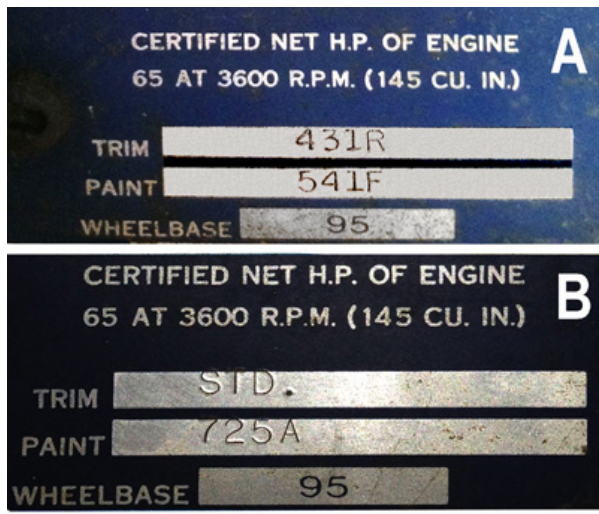 CERTIFIED NET H.P. OF ENGINE A
65 AT 3600 R.P.M. (145 CU. IN.)
TRIM 431R
PAINT 541F
WHEELBASE 95
CERTIFIED NET H.P. OF ENGINE B
65 AT 3600 R.P.M. (145 CU. IN.)
TRIM STD.
PAINT 725A
WHEELBASE 95